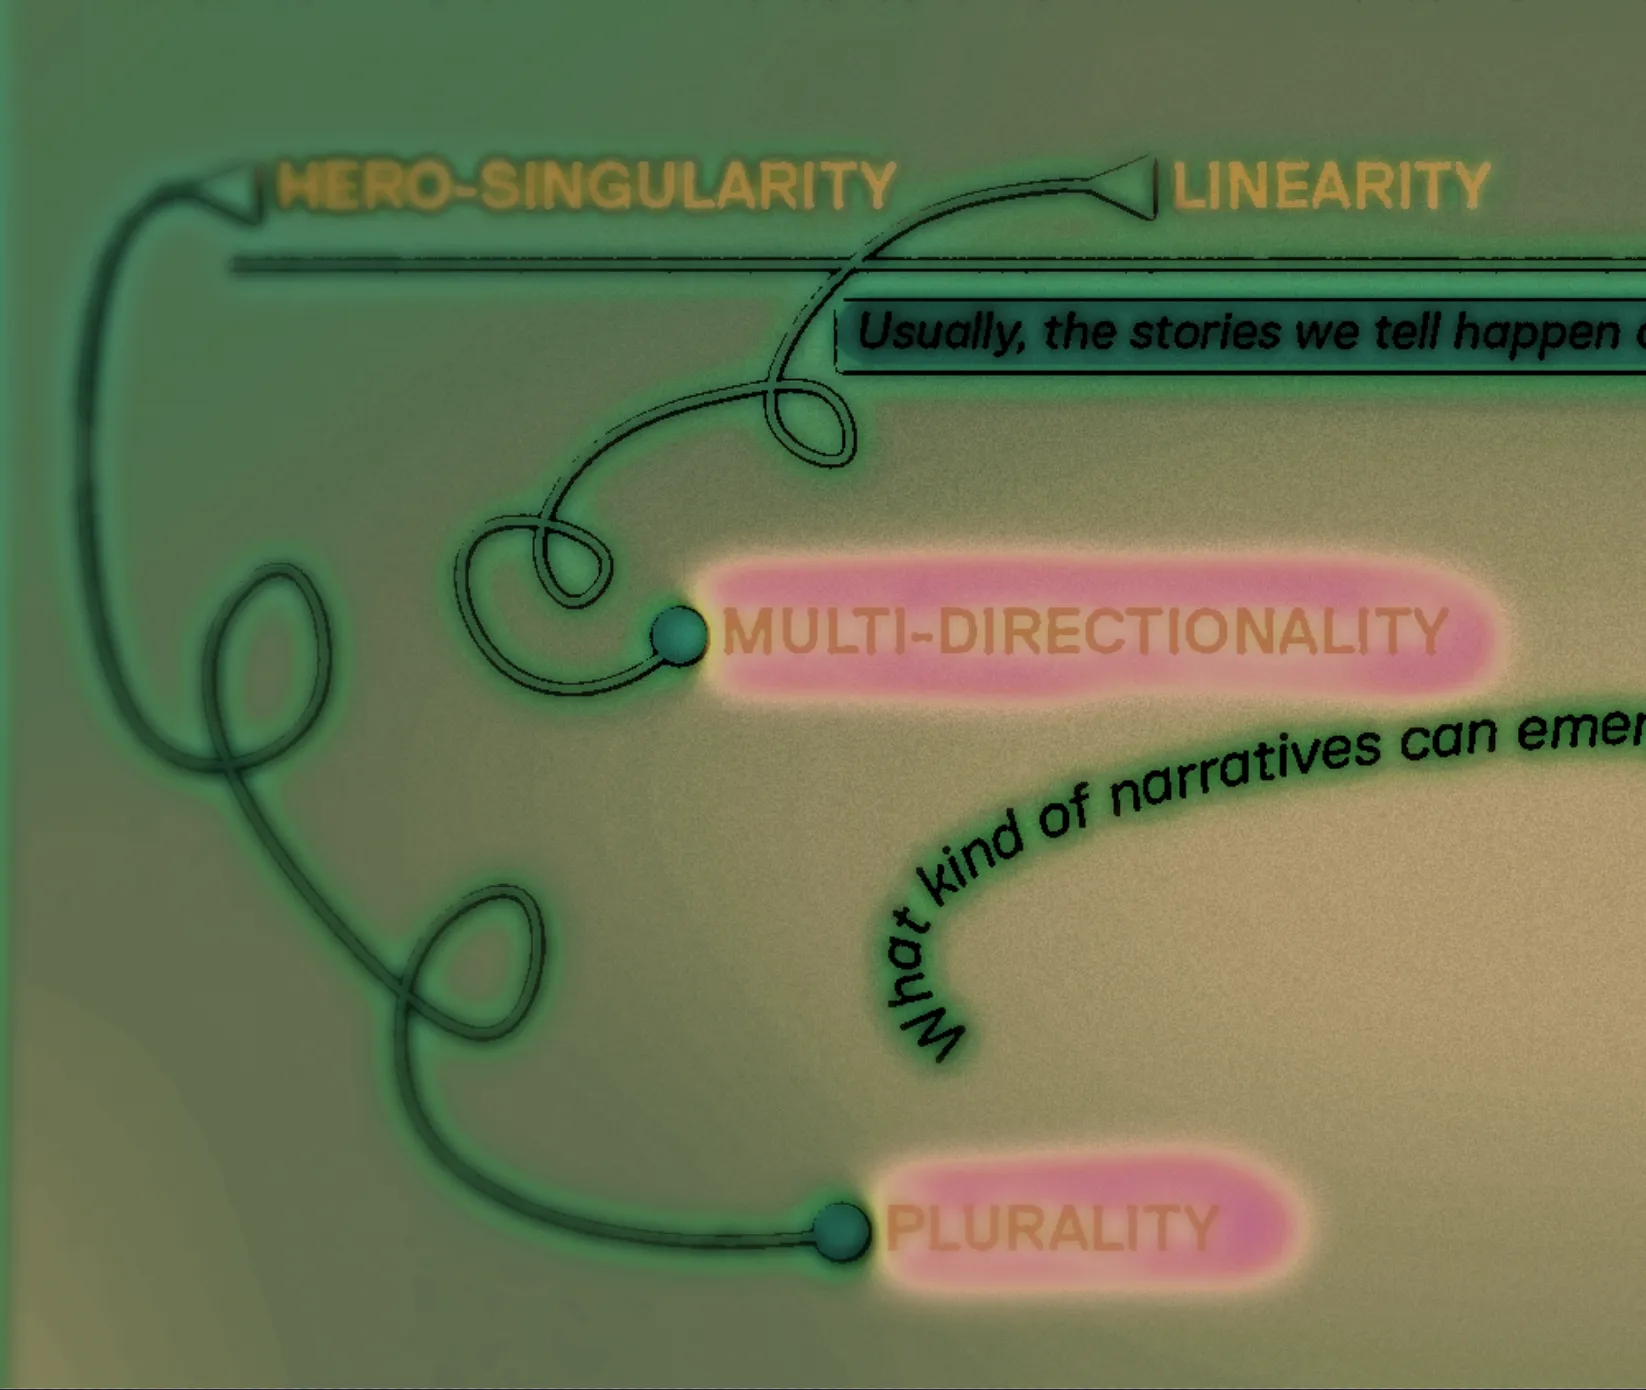 HERO-SINGULARITY
LINEARITY
Usually, the stories we tell happen
MULTI-DIRECTIONALITY
What kind of narratives can emer
PLURALITY